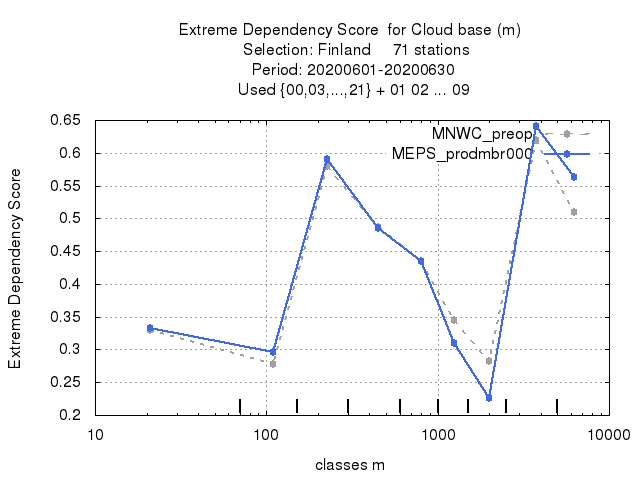 Extreme Dependency Score  for Cloud base (m)
Selection: Finland     71 stations
Period: 20200601-20200630
Used {00,03,...,21} + 01 02 ... 09
MNWC_preop
MEPS_prodmbr000
Extreme Dependency Score
0.65
0.6
0.55
0.5
0.45
0.4
0.35
0.3
0.25
0.2
10 100 1000 10000
classes m